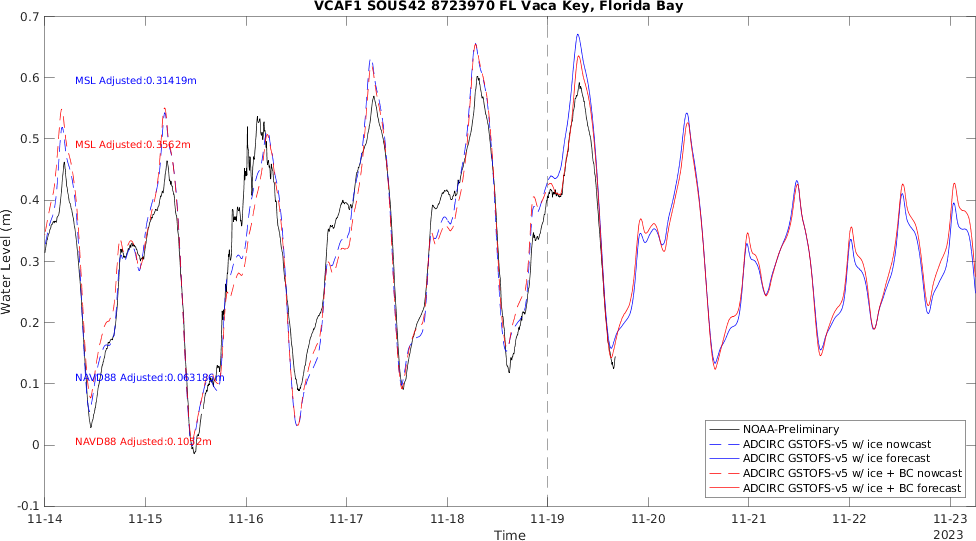 VCAF1 SOUS42 8723970 FL Vaca Key, Florida Bay
0.7
0.6
0.5
0.4
0.3
0.2
0.1
0
-0.1
Water Level (m)
MSL Adjusted:0.31419m
MSL Adjusted:0.3562m
NAVD88 Adjusted:0.063186m
NAVD88 Adjusted:0.1052m
NOAA-Preliminary
ADCIRC GSTOFS-v5 w/ ice nowcast
ADCIRC GSTOFS-v5 w/ ice forecast
ADCIRC GSTOFS-v5 w/ ice + BC nowcast
ADCIRC GSTOFS-v5 w/ ice + BC forecast
11-14 11-15 11-16 11-17 11-18 11-19 11-20 11-21 11-22 11-23
Time
2023